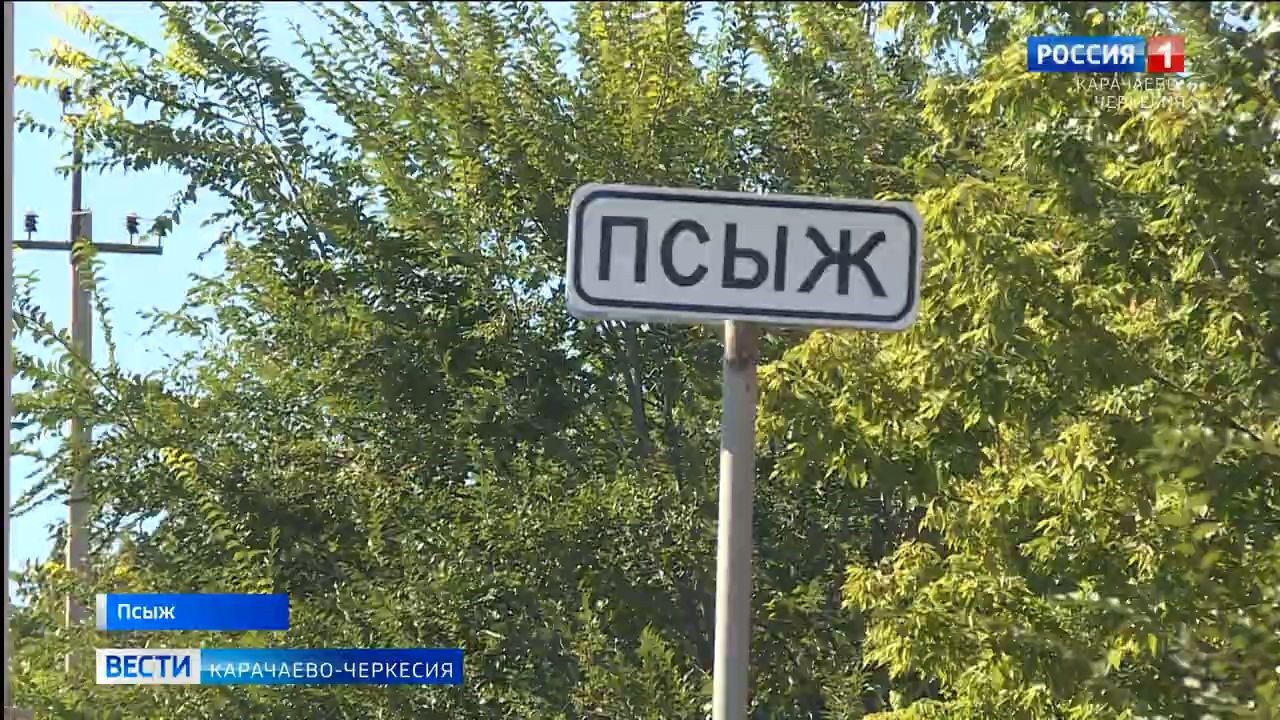 РОССИЯ 1
КАРАЧАЕВО-
ЧЕРКЕСИЯ
ПСЫЖ
Псыж
ВЕСТИ КАРАЧАЕВО-ЧЕРКЕСИЯ